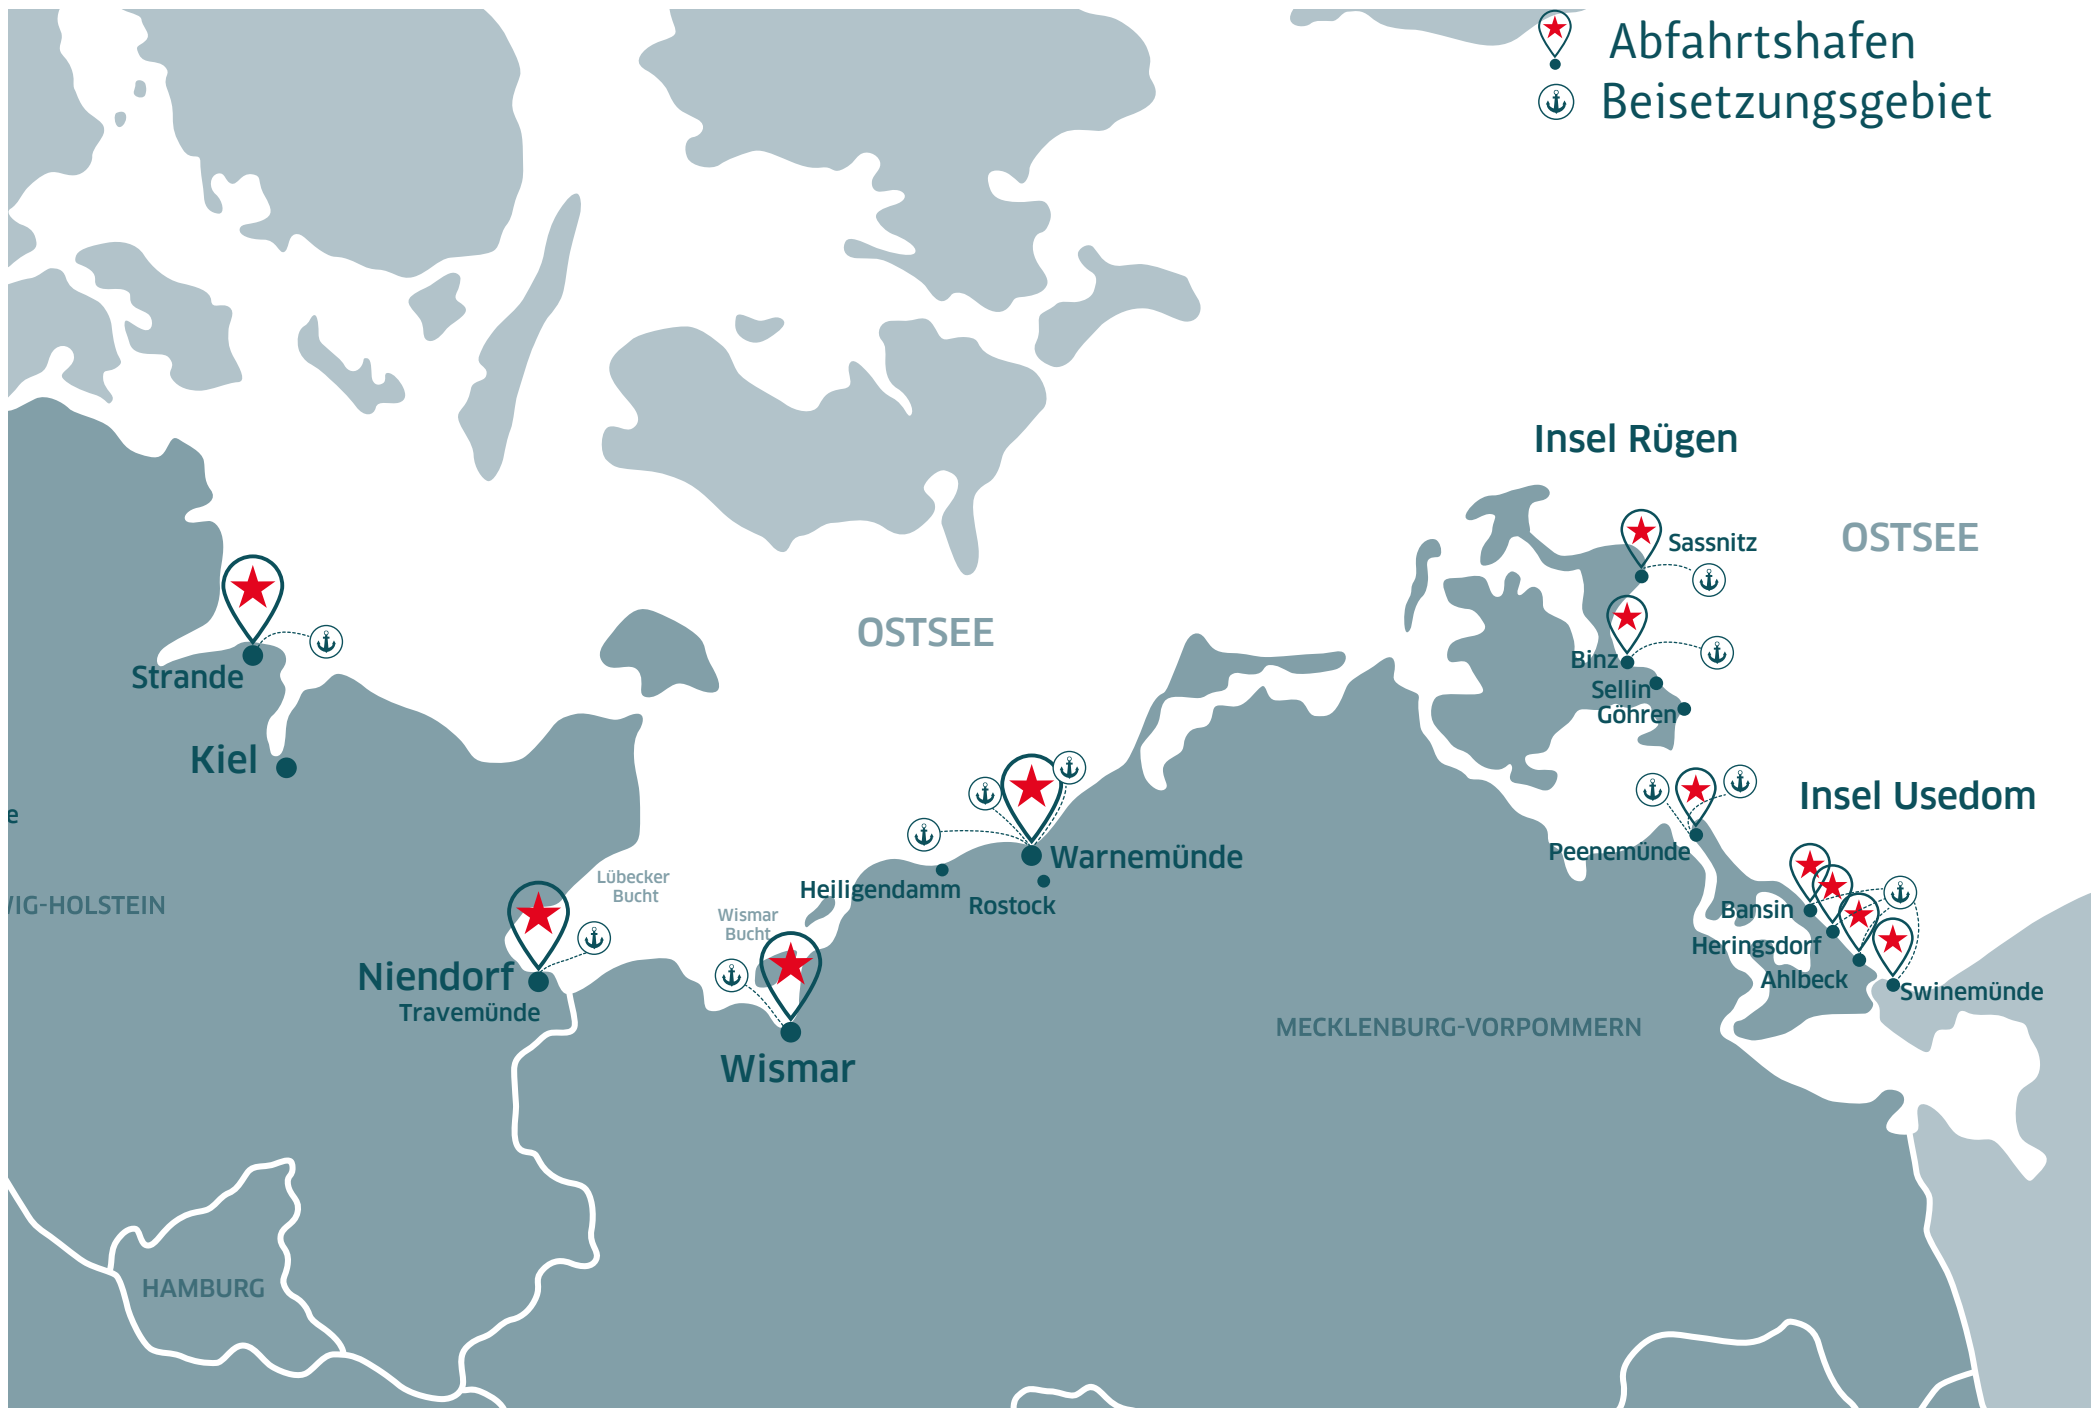 Abfahrtshafen
Beisetzungsgebiet
Insel Rügen
OSTSEE
Sassnitz
OSTSEE
Binz
Sellin
Göhren
Strande
Kiel
Insel Usedom
e
Peenemünde
Warnemünde
Heiligendamm
Rostock
Lübecker
Bucht
Wismar
Bucht
VIG-HOLSTEIN
Bansin
Heringsdorf
Ahlbeck
Swinemünde
Niendorf
Travemünde
MECKLENBURG-VORPOMMERN
Wismar
HAMBURG